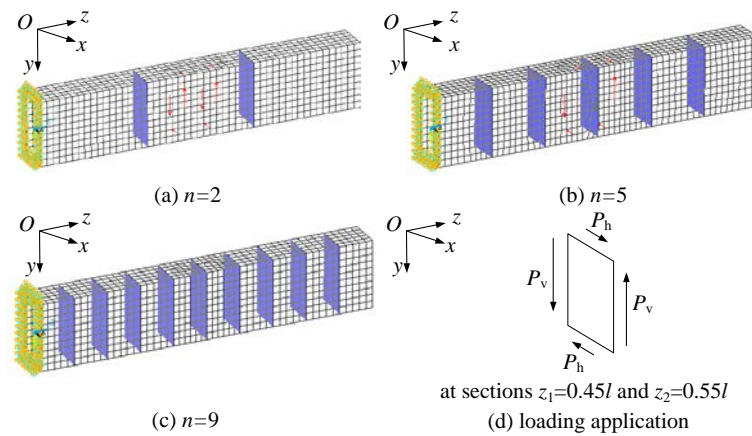 O
z
x
y
(a) n=2
O
z
x
y
(b) n=5
O
z
x
y
(c) n=9
O
z
x
y
Ph
Pv
Pv
Ph
at sections z1=0.45l and z2=0.55l
(d) loading application